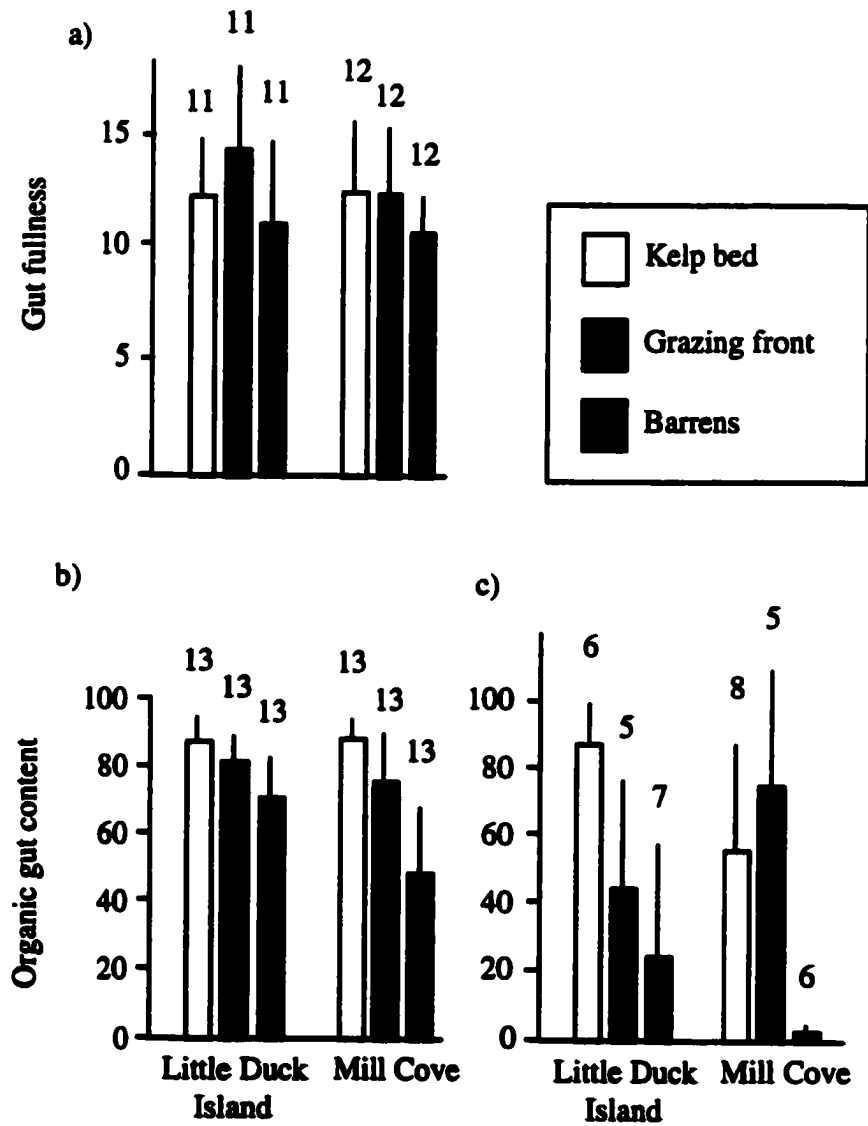 a)
Gut fullness
15
10
5
0
11
11
11
12
12
12
Kelp bed
Grazing front
Barrens
b)
Organic gut content
100
80
60
40
20
0
13
13
13
13
13
13
Little Duck
Island
Mill Cove
c)
100
80
60
40
20
0
6
5
7
8
5
6
Little Duck
Island
Mill Cove